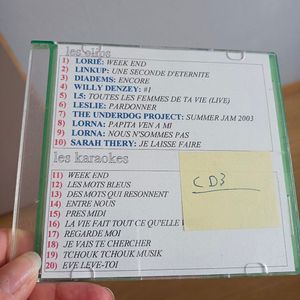 les clips
1) LORIÉ: WEEK END
2) LINKUP: UNE SECONDE D'ETERNITE
3) DIADEMS: ENCORE
4) WILLY DENZEY: #1
5) L5: TOUTES LES FEMMES DE TA VIE (LIVE)
6) LESLIE: PARDONNER
7) THE UNDERDOG PROJECT: SUMMER JAM 2003
8) LORNA: PAPITA VEN A MI
9) LORNA: NOUS N'SOMMES PAS
10) SARAH THERY: JE LAISSE FAIRE
les karaokes
11) WEEK END
12) LES MOTS BLEUS
13) DES MOTS QUI RESONNENT
14) ENTRE NOUS
15) PRES MIDI
16) LA VIE FAIT TOUT CE QU'ELLE
17) REGARDE MOI
18) JE VAIS TE CHERCHER
19) TCHOUK TCHOUK MUSIK
20) EVE LEVE-TOI
CD3